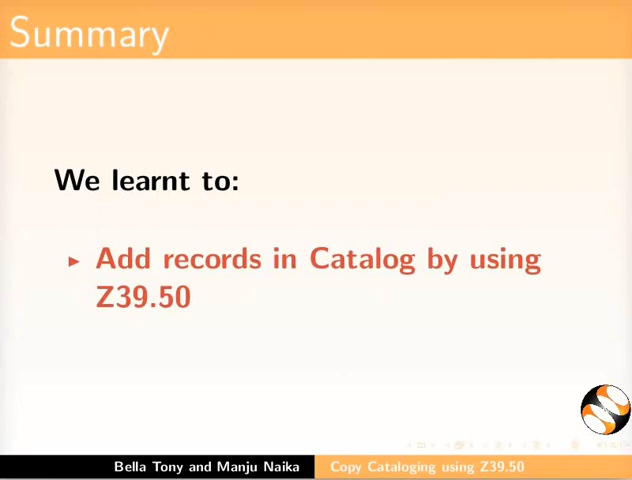 Summary
We learnt to:
Add records in Catalog by using
Z39.50
Bella Tony and Manju Naika
Copy Cataloging using Z39.50